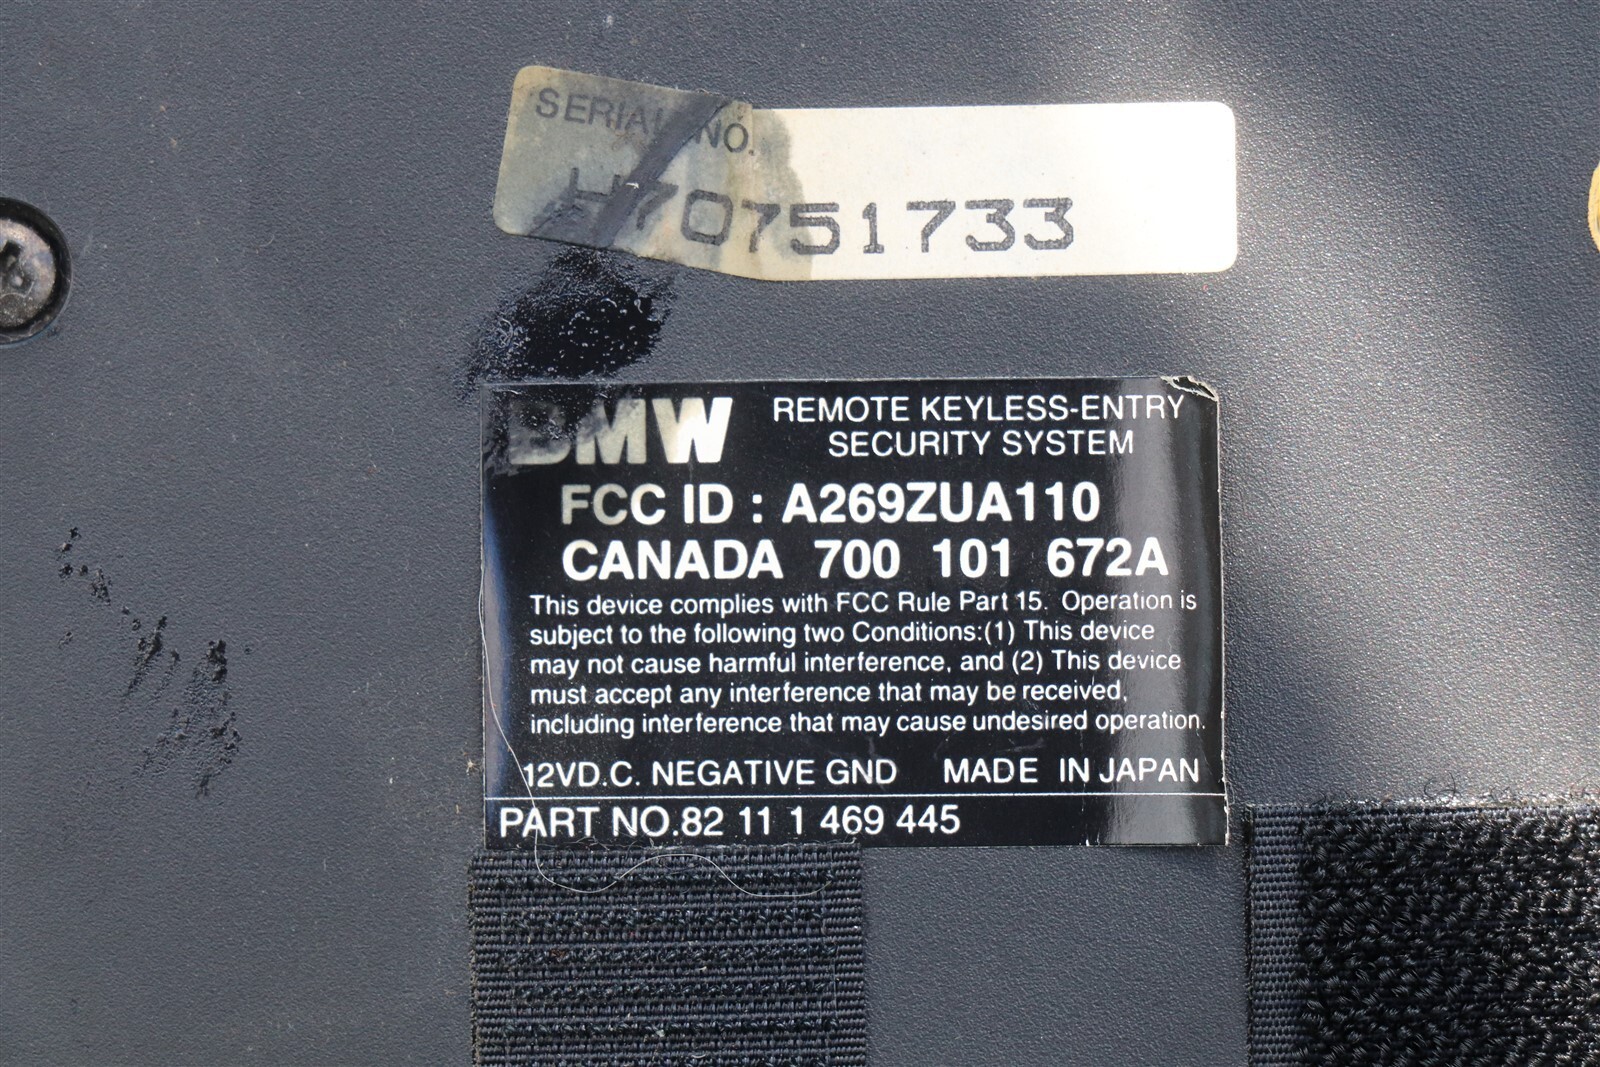 SERIAL NO.
H70751733
BMW
REMOTE KEYLESS-ENTRY
SECURITY SYSTEM
FCC ID : A269ZUA110
CANADA 700 101 672A
This device complies with FCC Rule Part 15. Operation is
subject to the following two Conditions:(1) This device
may not cause harmful interference, and (2) This device
must accept any interference that may be received,
including interference that may cause undesired operation.
12VD.C. NEGATIVE GND MADE IN JAPAN
PART NO.82 11 1 469 445